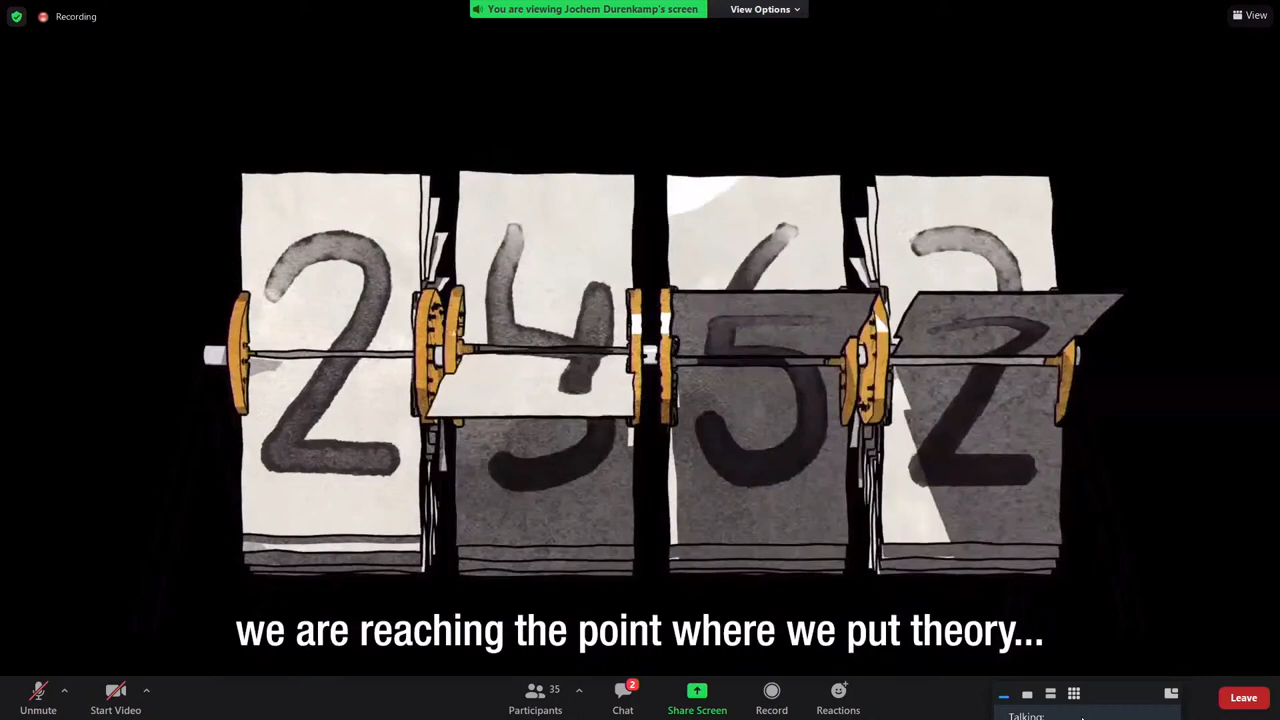 Recording
You are viewing Jochem Durenkamp's screen
View Options
View
2
we are reaching the point where we put theory...
Unmute
Start Video
35
Participants
2
Chat
Share Screen
Record
Reactions
Talking:
Leave